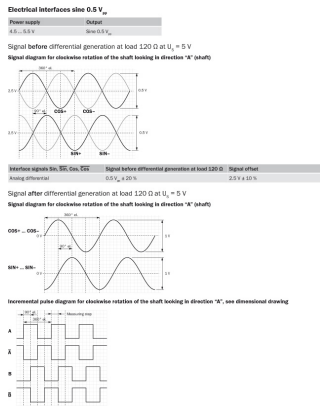 Electrical interfaces sine 0.5 Vpp
Power supply Output
4.5 ... 5.5 V Sine 0.5 Vpp
Signal before differential generation at load 120 Ω at Us = 5 V
Signal diagram for clockwise rotation of the shaft looking in direction "A" (shaft)
360° el.
2.5 V 0.5 V
COS+ COS–
2.5 V 0.5 V
SIN+ SIN–
Interface signals Sin, Sin, Cos, Cos Signal before differential generation at load 120 Ω Signal offset
Analog differential 0.5 Vpp ± 20 % 2.5 V ± 10 %
Signal after differential generation at load 120 Ω at Us = 5 V
Signal diagram for clockwise rotation of the shaft looking in direction "A" (shaft)
360° el.
COS+ ... COS– 0 V 1 V
90° el.
SIN+ ... SIN– 0 V 1 V
Incremental pulse diagram for clockwise rotation of the shaft looking in direction "A", see dimensional drawing
90° el. Measuring step
360° el.
A
A
B
B